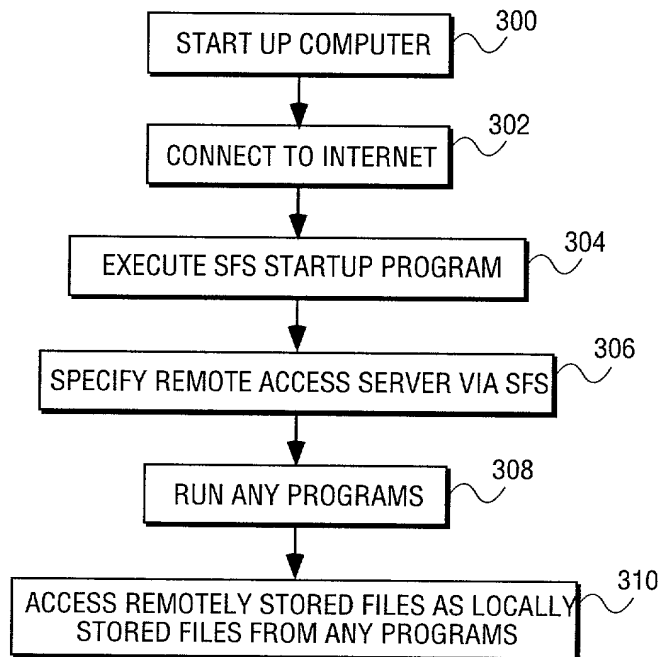 START UP COMPUTER
300
CONNECT TO INTERNET
302
EXECUTE SFS STARTUP PROGRAM
304
SPECIFY REMOTE ACCESS SERVER VIA SFS
306
RUN ANY PROGRAMS
308
ACCESS REMOTELY STORED FILES AS LOCALLY
STORED FILES FROM ANY PROGRAMS
310